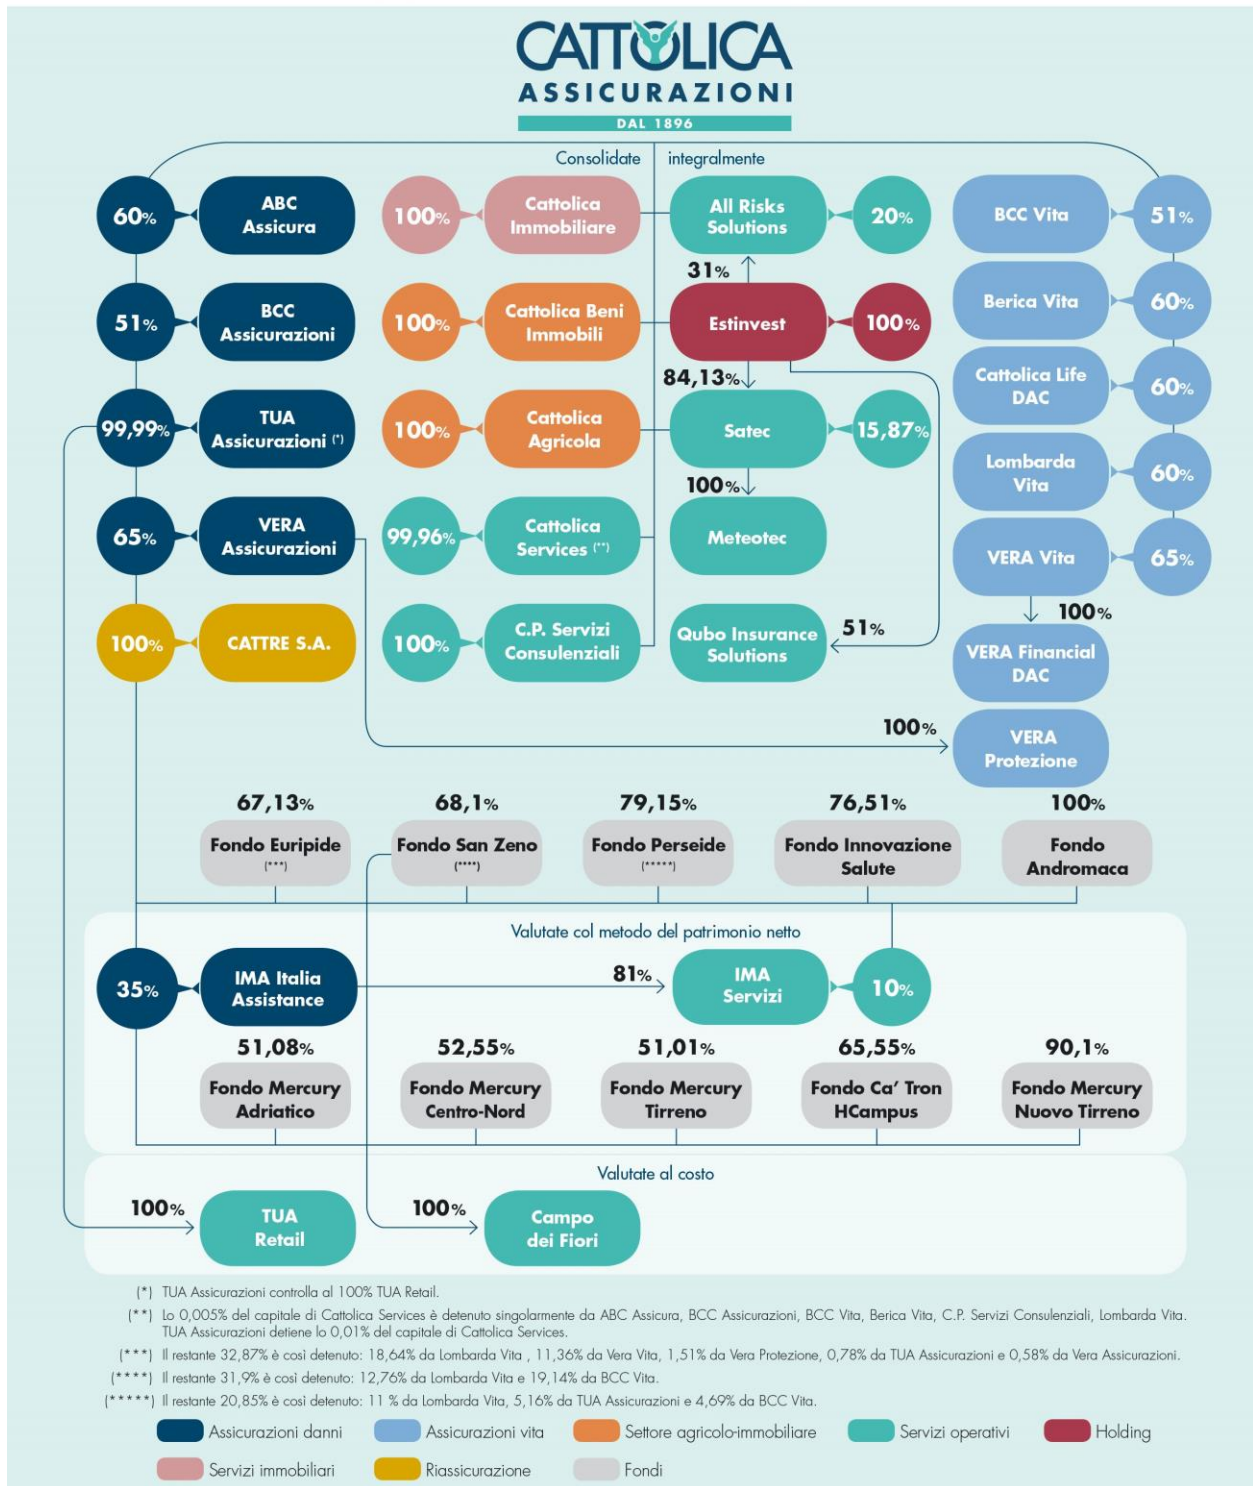 CATTOLICA
ASSICURAZIONI
DAL 1896
Consolidate integralmente
60%
ABC
Assicura
100%
Cattolica
Immobiliare
All Risks
Solutions
20%
BCC Vita
51%
31%
51%
BCC
Assicurazioni
100%
Cattolica Beni
Immobili
Estinvest
100%
Berica Vita
60%
84,13%
99,99%
TUA
Assicurazioni (*)
100%
Cattolica
Agricola
Satec
15,87%
Cattolica Life
DAC
60%
100%
Lombarda
Vita
60%
65%
VERA
Assicurazioni
99,96%
Cattolica
Services (**)
Meteotec
VERA Vita
65%
100%
100%
CATTRE S.A.
100%
C.P. Servizi
Consulenziali
Qubo Insurance
Solutions
51%
VERA Financial
DAC
100%
VERA
Protezione
67,13%
68,1%
79,15%
76,51%
100%
Fondo Euripide
(***)
Fondo San Zeno
(****)
Fondo Perseide
(*****)
Fondo Innovazione
Salute
Fondo
Andromaca
Valutate col metodo del patrimonio netto
35%
IMA Italia
Assistance
81%
IMA
Servizi
10%
51,08%
52,55%
51,01%
65,55%
90,1%
Fondo Mercury
Adriatico
Fondo Mercury
Centro-Nord
Fondo Mercury
Tirreno
Fondo Ca’ Tron
HCampus
Fondo Mercury
Nuovo Tirreno
Valutate al costo
100%
TUA
Retail
100%
Campo
dei Fiori
(*) TUA Assicurazioni controlla al 100% TUA Retail.
(**) Lo 0,005% del capitale di Cattolica Services è detenuto singolarmente da ABC Assicura, BCC Assicurazioni, BCC Vita, Berica Vita, C.P. Servizi Consulenziali, Lombarda Vita.
TUA Assicurazioni detiene lo 0,01% del capitale di Cattolica Services.
(***) Il restante 32,87% è così detenuto: 18,64% da Lombarda Vita , 11,36% da Vera Vita, 1,51% da Vera Protezione, 0,78% da TUA Assicurazioni e 0,58% da Vera Assicurazioni.
(****) Il restante 31,9% è così detenuto: 12,76% da Lombarda Vita e 19,14% da BCC Vita.
(*****) Il restante 20,85% è così detenuto: 11 % da Lombarda Vita, 5,16% da TUA Assicurazioni e 4,69% da BCC Vita.
Assicurazioni danni
Assicurazioni vita
Settore agricolo-immobiliare
Servizi operativi
Holding
Servizi immobiliari
Riassicurazione
Fondi